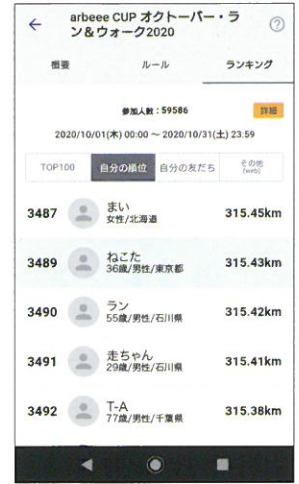 arbeee CUP オクトーバー・ラ
ン＆ウォーク2020
概要
ルール
ランキング
参加人数：59586
詳細
2020/10/01(木) 00:00 ～ 2020/10/31(土) 23:59
TOP100
自分の順位
自分の友だち
その他
(web)
3487
まい
女性/北海道
315.45km
3489
ねこた
36歳/男性/東京都
315.43km
3490
ラン
55歳/男性/石川県
315.42km
3491
走ちゃん
29歳/男性/石川県
315.41km
3492
T-A
77歳/男性/千葉県
315.38km